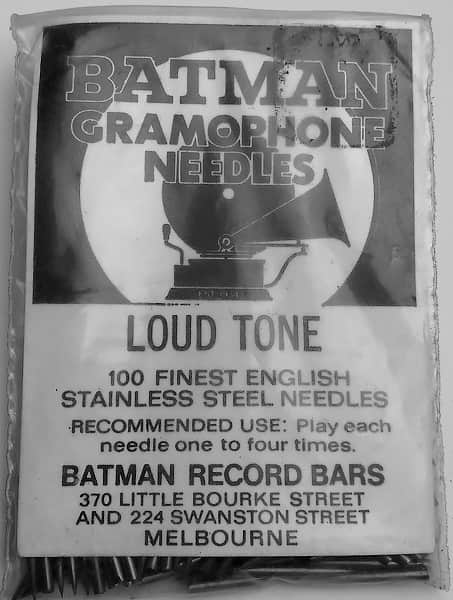 BATMAN
GRAMOPHONE
NEEDLES
LOUD TONE
100 FINEST ENGLISH
STAINLESS STEEL NEEDLES
RECOMMENDED USE: Play each
needle one to four times.
BATMAN RECORD BARS
370 LITTLE BOURKE STREET
AND 224 SWANSTON STREET
MELBOURNE